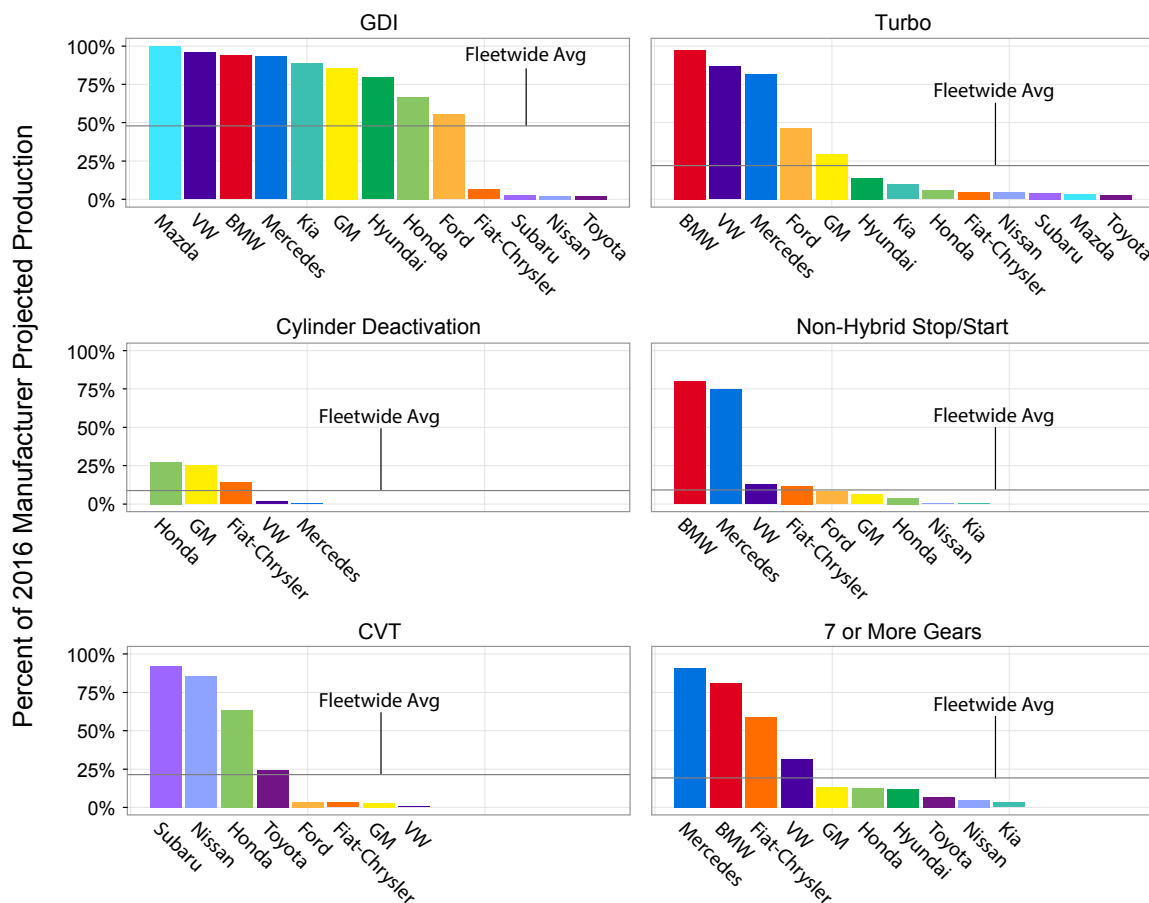 Percent of 2016 Manufacturer Projected Production
GDI
100%
75%
50%
25%
0%
Fleetwide Avg
Mazda
VW
BMW
Mercedes
Kia
GM
Hyundai
Honda
Ford
Fiat-Chrysler
Subaru
Nissan
Toyota
Turbo
Fleetwide Avg
BMW
VW
Mercedes
Ford
GM
Hyundai
Kia
Honda
Fiat-Chrysler
Nissan
Subaru
Mazda
Toyota
Cylinder Deactivation
100%
75%
50%
25%
0%
Fleetwide Avg
Honda
GM
Fiat-Chrysler
VW
Mercedes
Non-Hybrid Stop/Start
Fleetwide Avg
BMW
Mercedes
VW
Fiat-Chrysler
Ford
GM
Honda
Nissan
Kia
CVT
100%
75%
50%
25%
0%
Fleetwide Avg
Subaru
Nissan
Honda
Toyota
Ford
Fiat-Chrysler
GM
VW
7 or More Gears
Fleetwide Avg
Mercedes
BMW
Fiat-Chrysler
VW
GM
Honda
Hyundai
Toyota
Nissan
Kia